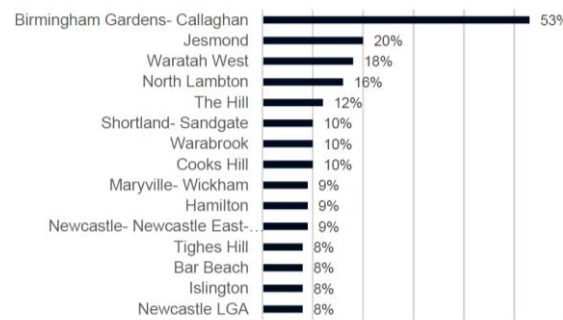 Birmingham Gardens- Callaghan 53%
Jesmond 20%
Waratah West 18%
North Lambton 16%
The Hill 12%
Shortland- Sandgate 10%
Warabrook 10%
Cooks Hill 10%
Maryville- Wickham 9%
Hamilton 9%
Newcastle- Newcastle East-... 9%
Tighes Hill 8%
Bar Beach 8%
Islington 8%
Newcastle LGA 8%